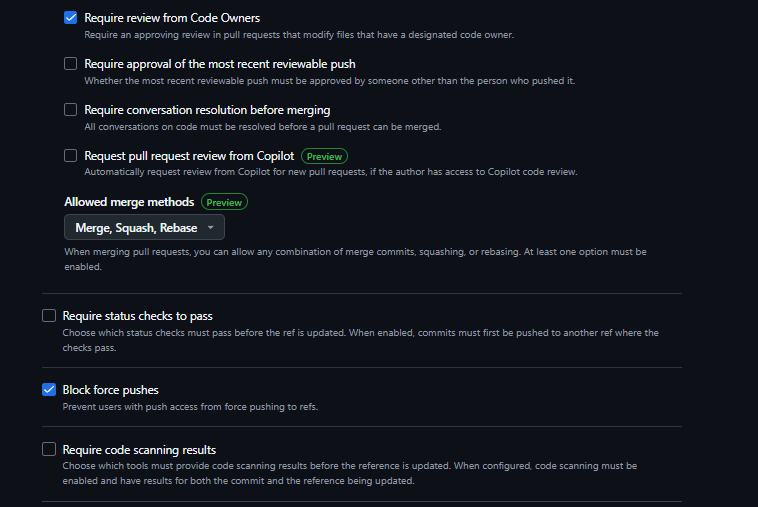 Require review from Code Owners
Require an approving review in pull requests that modify files that have a designated code owner.
Require approval of the most recent reviewable push
Whether the most recent reviewable push must be approved by someone other than the person who pushed it.
Require conversation resolution before merging
All conversations on code must be resolved before a pull request can be merged.
Request pull request review from Copilot Preview
Automatically request review from Copilot for new pull requests, if the author has access to Copilot code review.
Allowed merge methods Preview
Merge, Squash, Rebase
When merging pull requests, you can allow any combination of merge commits, squashing, or rebasing. At least one option must be
enabled.
Require status checks to pass
Choose which status checks must pass before the ref is updated. When enabled, commits must first be pushed to another ref where the
checks pass.
Block force pushes
Prevent users with push access from force pushing to refs.
Require code scanning results
Choose which tools must provide code scanning results before the reference is updated. When configured, code scanning must be
enabled and have results for both the commit and the reference being updated.